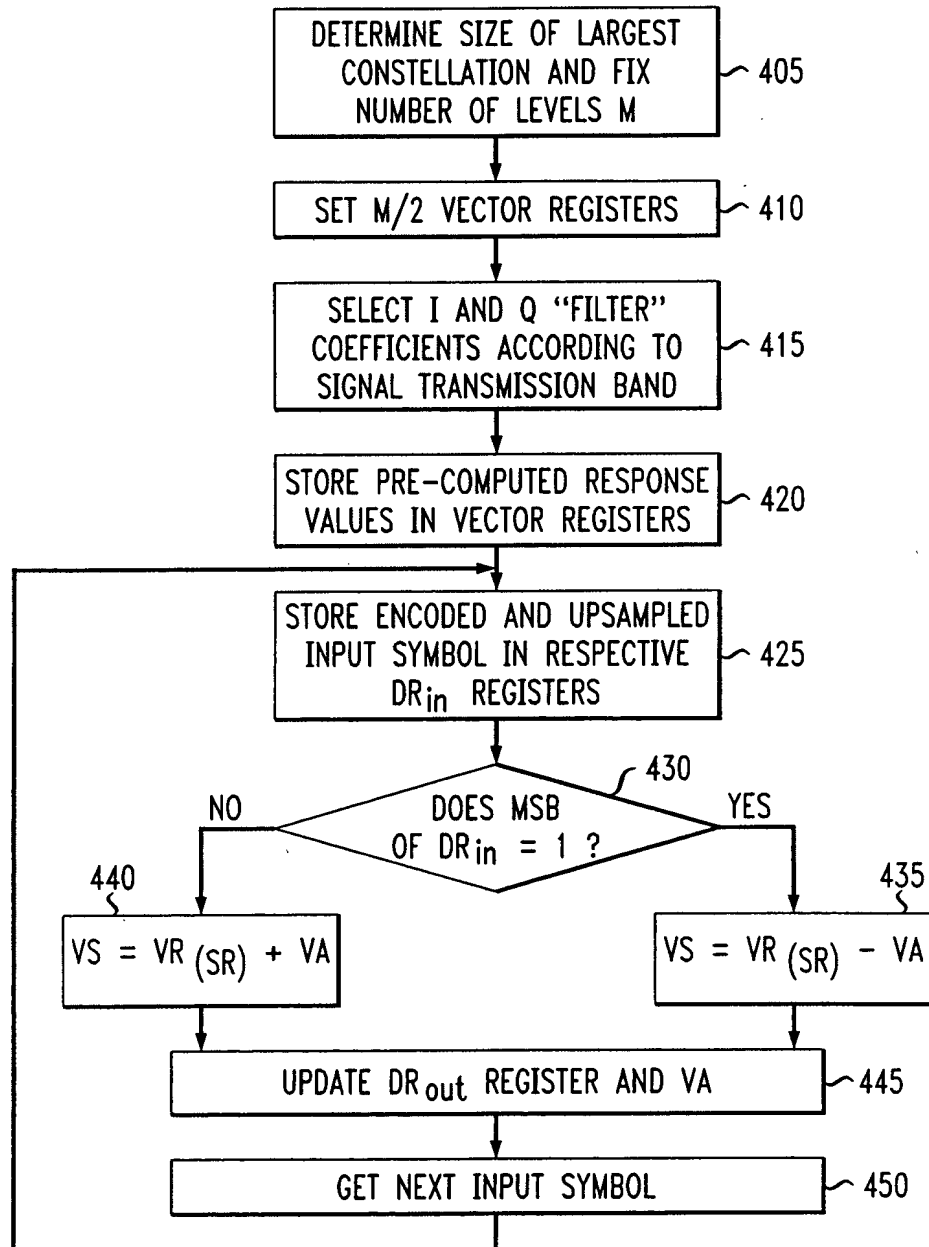 DETERMINE SIZE OF LARGEST
CONSTELLATION AND FIX
NUMBER OF LEVELS M
405
SET M/2 VECTOR REGISTERS
410
SELECT I AND Q “FILTER”
COEFFICIENTS ACCORDING TO
SIGNAL TRANSMISSION BAND
415
STORE PRE-COMPUTED RESPONSE
VALUES IN VECTOR REGISTERS
420
STORE ENCODED AND UPSAMPLED
INPUT SYMBOL IN RESPECTIVE
DRin REGISTERS
425
430
NO
DOES MSB
OF DRin = 1 ?
YES
440
VS = VR (SR) + VA
435
VS = VR (SR) - VA
UPDATE DRout REGISTER AND VA
445
GET NEXT INPUT SYMBOL
450